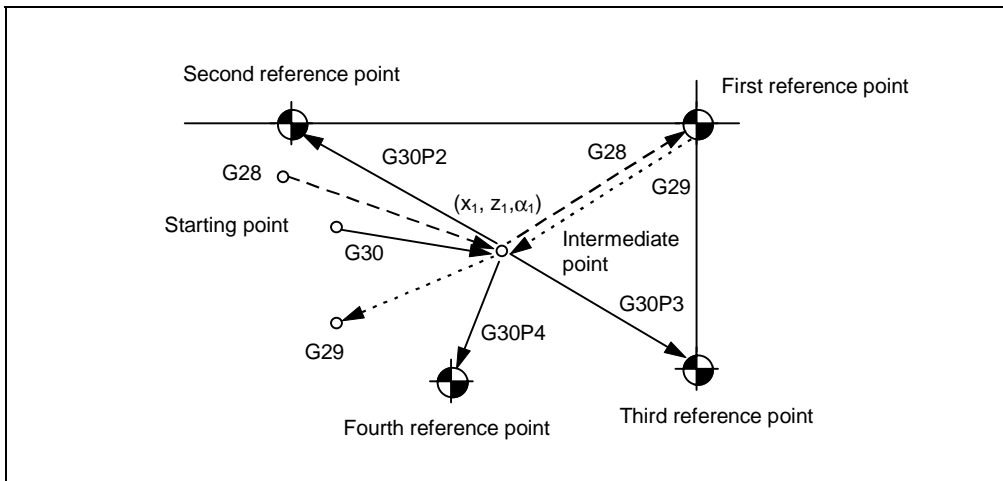 Second reference point
First reference point
G30P2
G28
G28
G29
(x₁, z₁,α₁)
Starting point
G30
Intermediate
point
G30P3
G30P4
G29
Third reference point
Fourth reference point